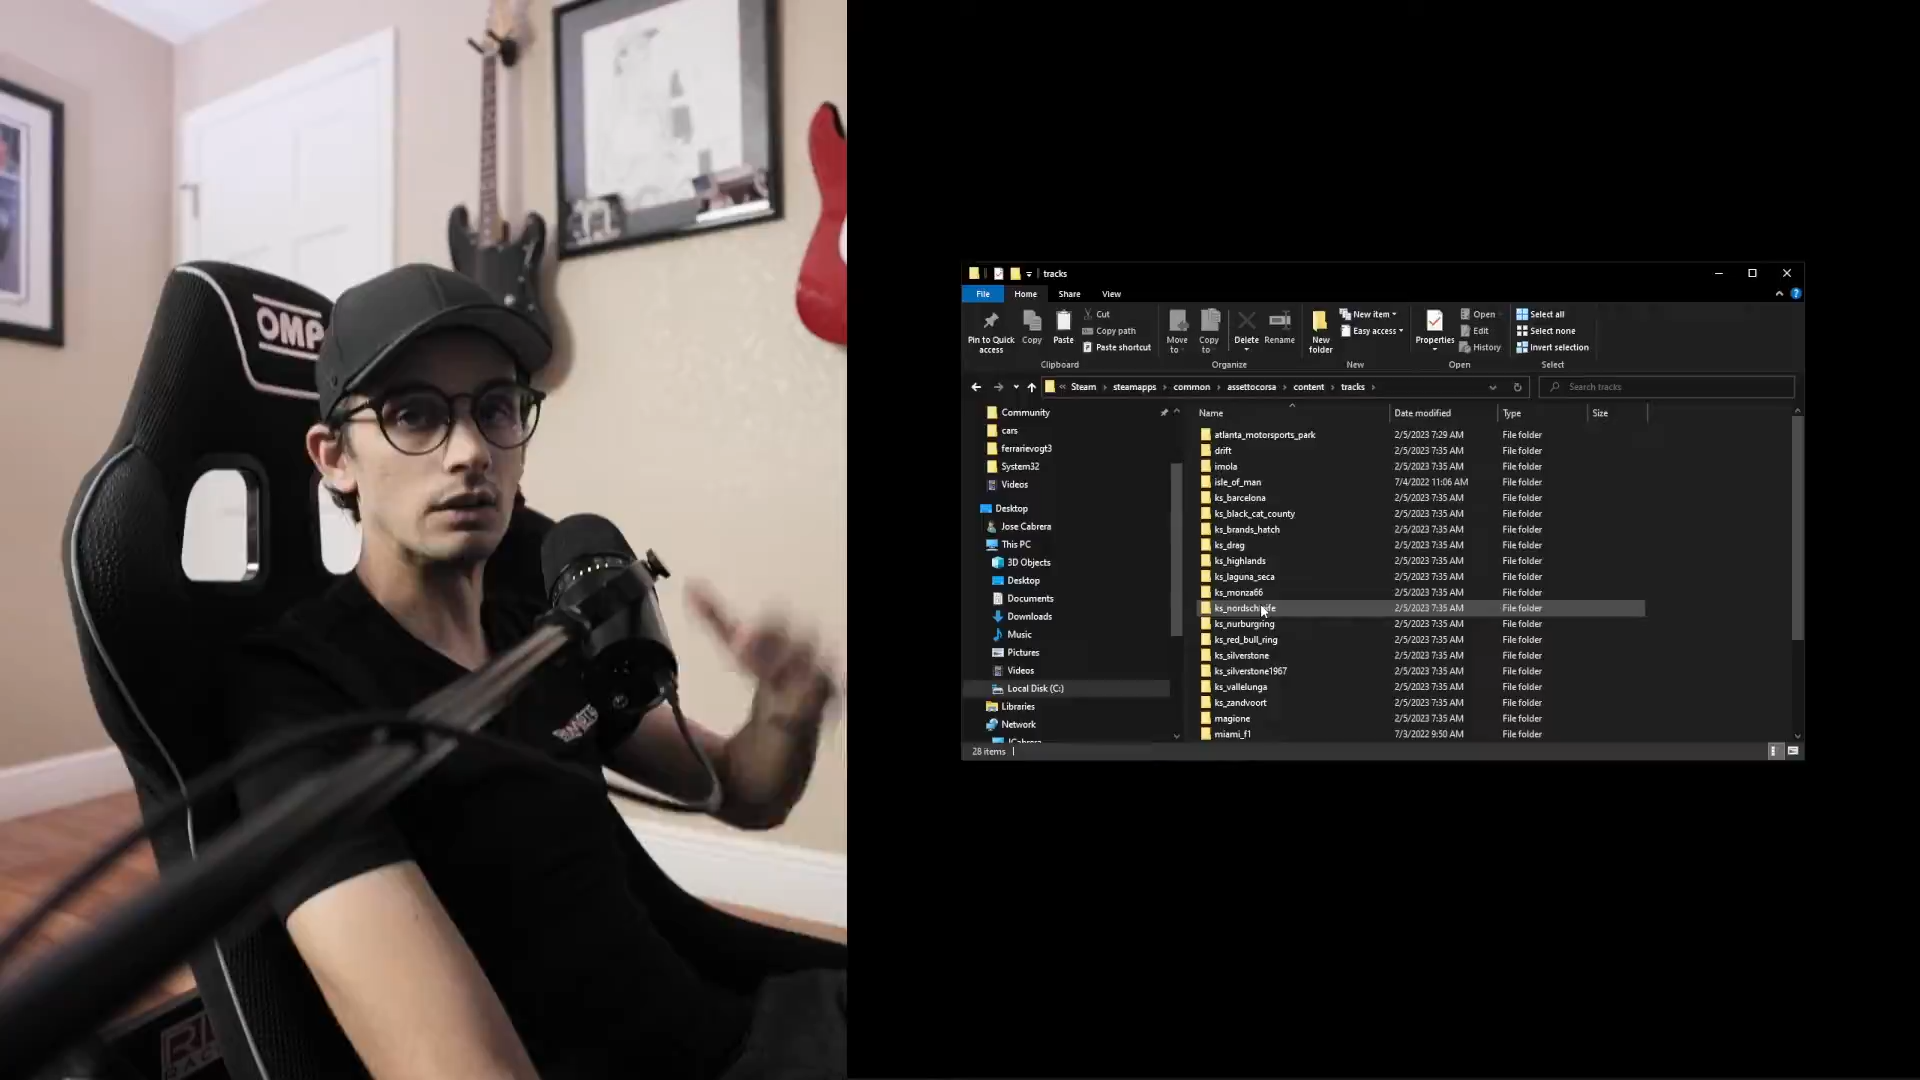 OMP
tracks
File Home Share View
Pin to Quick access
Copy
Paste
Cut
Copy path
Paste shortcut
Move to
Copy to
Delete
Rename
New folder
New item
Easy access
Properties
Open
Edit
History
Select all
Select none
Invert selection
Clipboard Organize New Open Select
« Steam › steamapps › common › assettocorsa › content › tracks ›
Search tracks
Community
cars
ferrarievogt3
System32
Videos
Desktop
Jose Cabrera
This PC
3D Objects
Desktop
Documents
Downloads
Music
Pictures
Videos
Local Disk (C:)
Libraries
Network
Name Date modified Type Size
atlanta_motorsports_park 2/5/2023 7:29 AM File folder
drift 2/5/2023 7:35 AM File folder
imola 2/5/2023 7:35 AM File folder
isle_of_man 7/4/2022 11:06 AM File folder
ks_barcelona 2/5/2023 7:35 AM File folder
ks_black_cat_county 2/5/2023 7:35 AM File folder
ks_brands_hatch 2/5/2023 7:35 AM File folder
ks_drag 2/5/2023 7:35 AM File folder
ks_highlands 2/5/2023 7:35 AM File folder
ks_laguna_seca 2/5/2023 7:35 AM File folder
ks_monza66 2/5/2023 7:35 AM File folder
ks_nordschleife 2/5/2023 7:35 AM File folder
ks_nurburgring 2/5/2023 7:35 AM File folder
ks_red_bull_ring 2/5/2023 7:35 AM File folder
ks_silverstone 2/5/2023 7:35 AM File folder
ks_silverstone1967 2/5/2023 7:35 AM File folder
ks_vallelunga 2/5/2023 7:35 AM File folder
ks_zandvoort 2/5/2023 7:35 AM File folder
magione 2/5/2023 7:35 AM File folder
miami_f1 7/3/2022 9:50 AM File folder
28 items